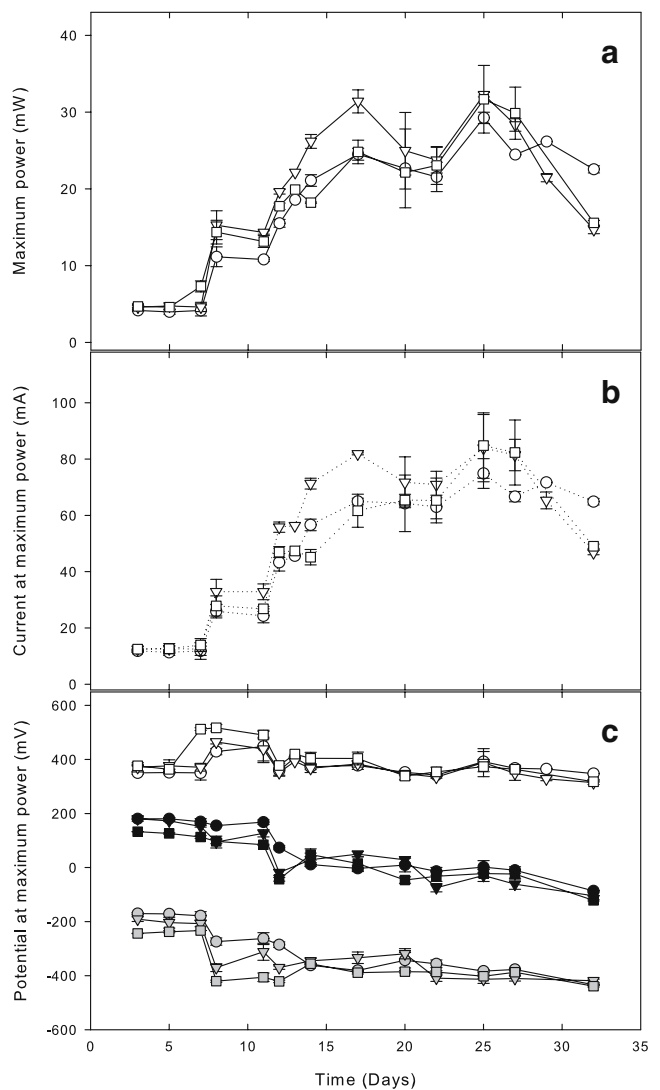 a
Maximum power (mW)
40
30
20
10
0
b
Current at maximum power (mA)
100
80
60
40
20
0
c
Potential at maximum power (mV)
600
400
200
0
-200
-400
-600
0 5 10 15 20 25 30 35
Time (Days)